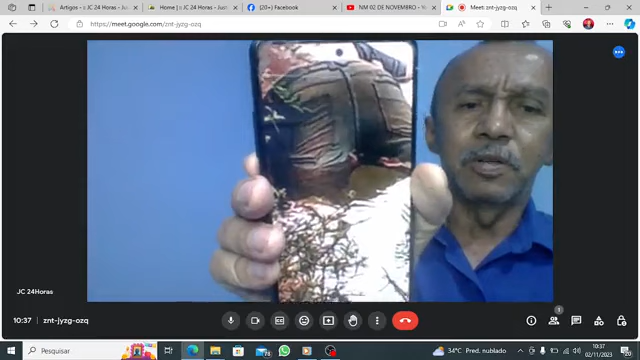 Artigos - :: JC 24 Horas - J
Home | :: JC 24 Horas - J
(20+) Facebook
NM 02 DE NOVEMBRO - YouTub
Meet: znt-jyzg-ozq
https://meet.google.com/znt-jyzg-ozq
JC 24Horas
10:37
znt-jyzg-ozq
1
Pesquisar
34°C Pred. nublado
10:37
02/11/2023